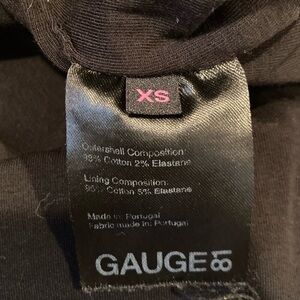 XS
Outershell Composition:
98% Cotton 2% Elastane
Lining Composition:
95% Cotton 5% Elastane
Made in: Portugal
Fabric made in: Portugal
GAUGE81